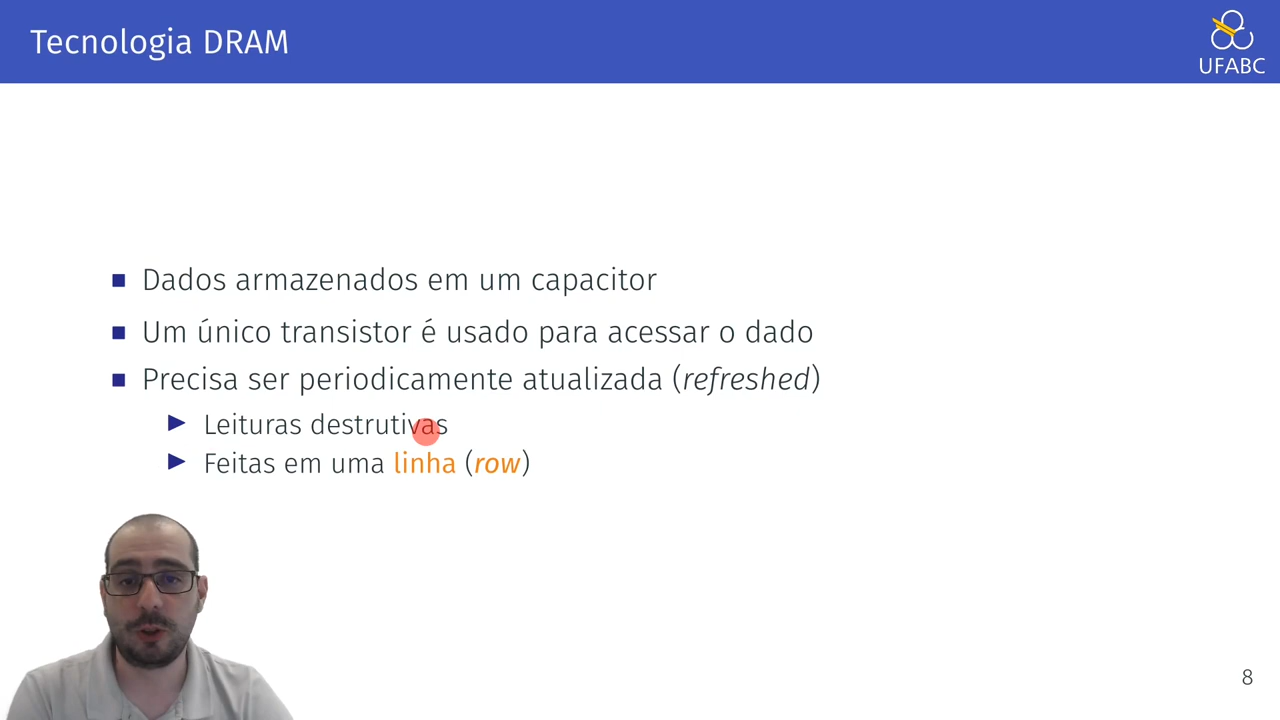 Tecnologia DRAM
UFABC
Dados armazenados em um capacitor
Um único transistor é usado para acessar o dado
Precisa ser periodicamente atualizada (refreshed)
Leituras destrutivas
Feitas em uma linha (row)
8